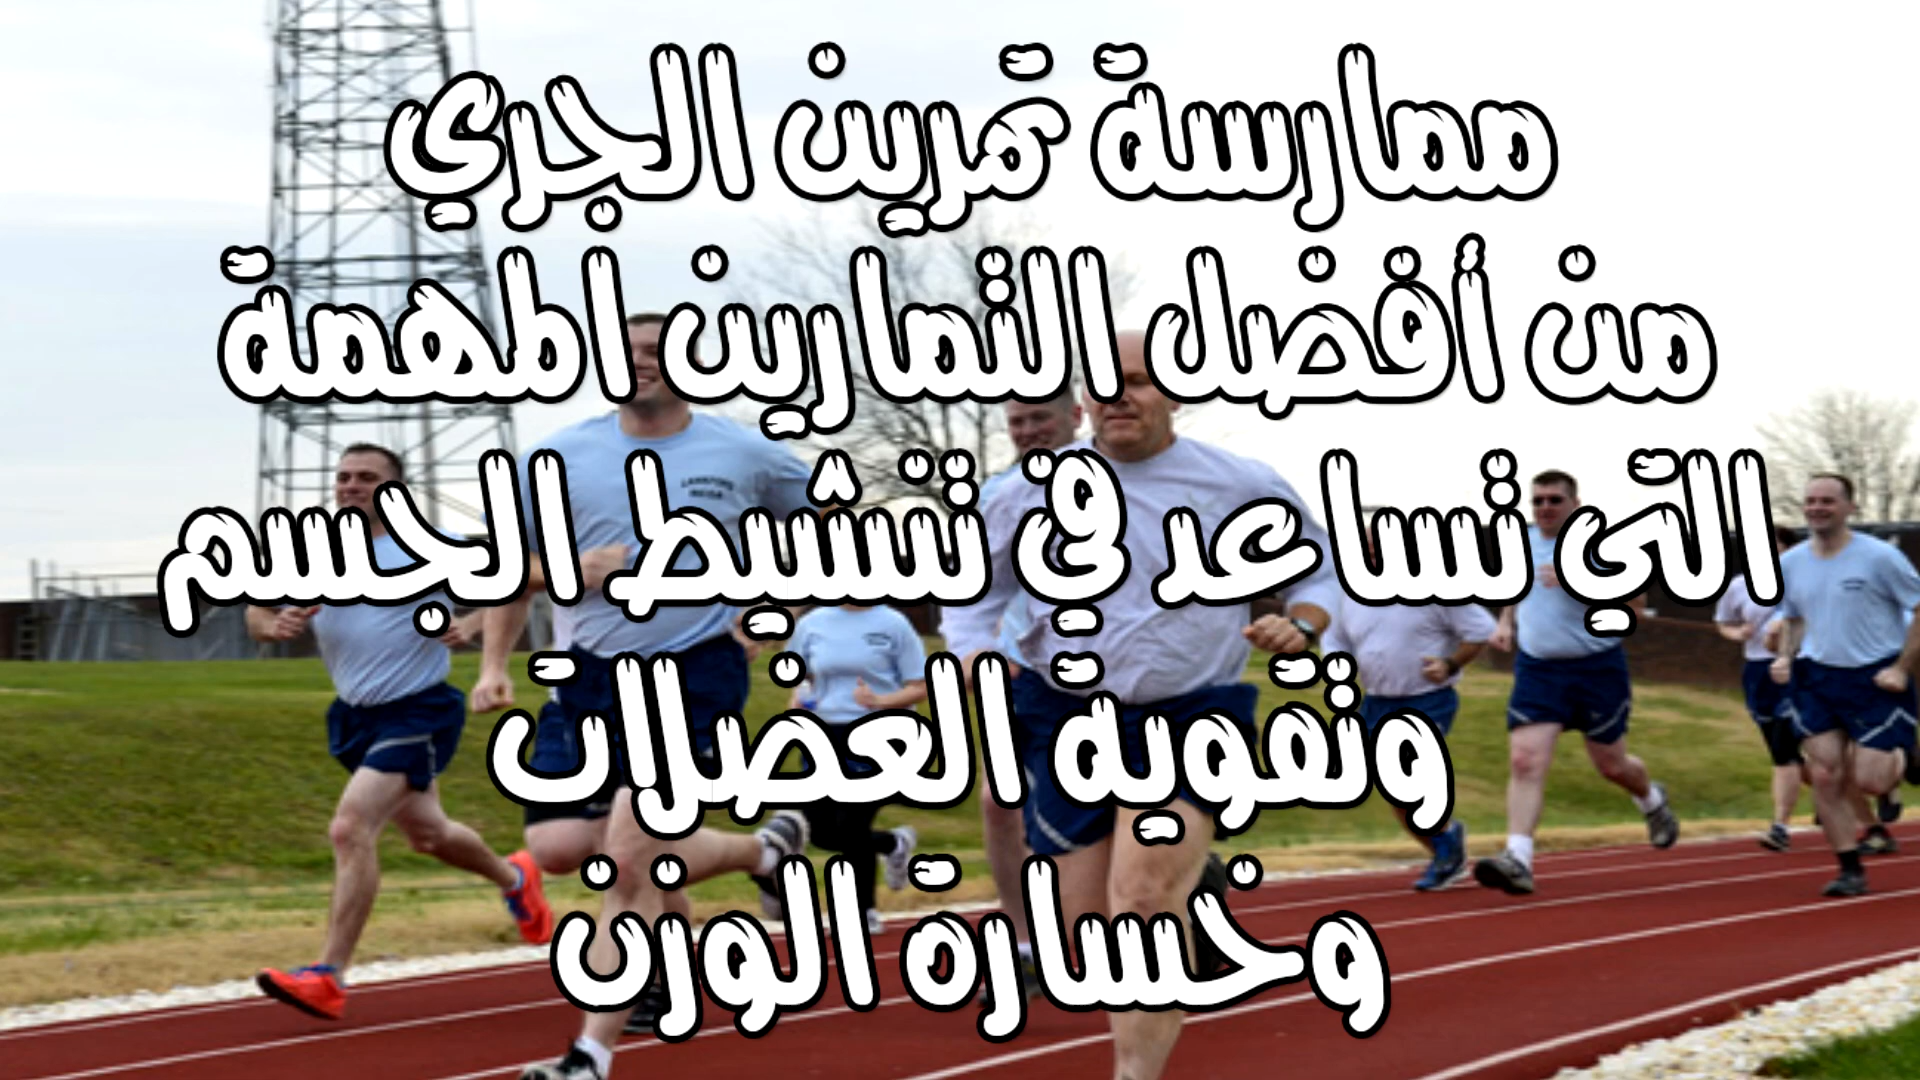 ممارسة تمرين الجري
من أفضل التمارين المهمة
التي تساعد في تنشيط الجسم
وتقوية العضلات
وخسارة الوزن